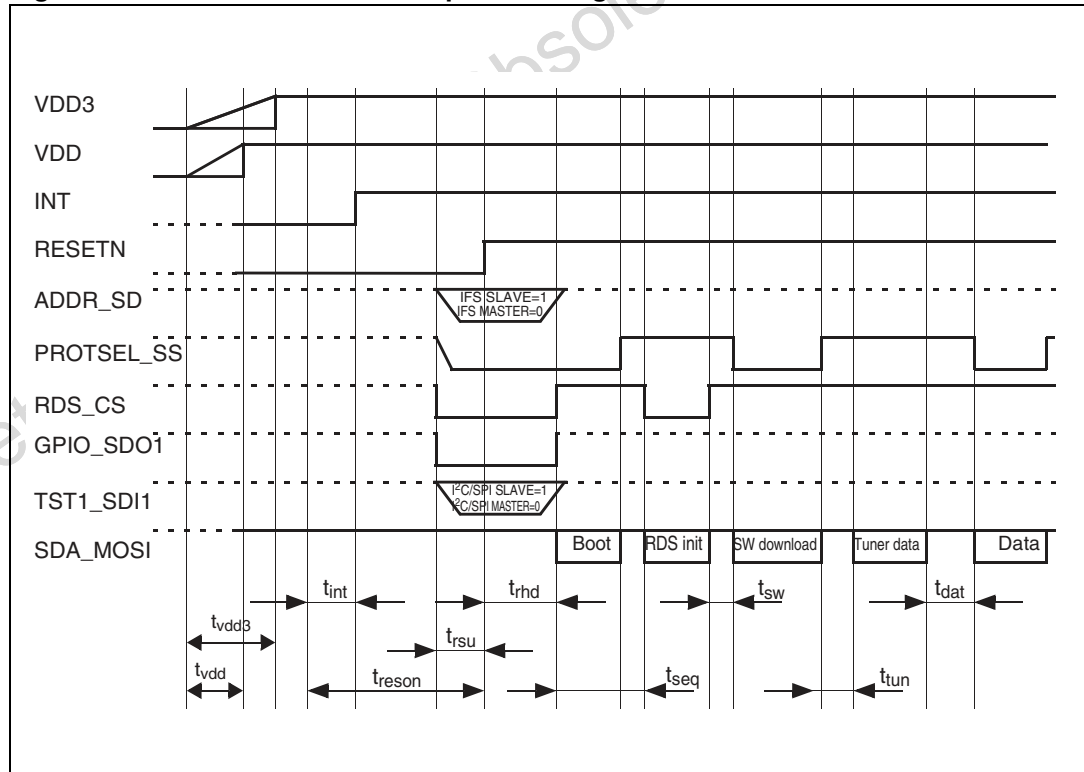 VDD3
VDD
INT
RESETN
ADDR_SD
IFS SLAVE=1
IFS MASTER=0
PROTSEL_SS
RDS_CS
GPIO_SDO1
TST1_SDI1
I²C/SPI SLAVE=1
I²C/SPI MASTER=0
SDA_MOSI
Boot
RDS init
SW download
Tuner data
Data
tint
trhd
tsw
tdat
tvdd3
trsu
tvdd
treson
tseq
ttun